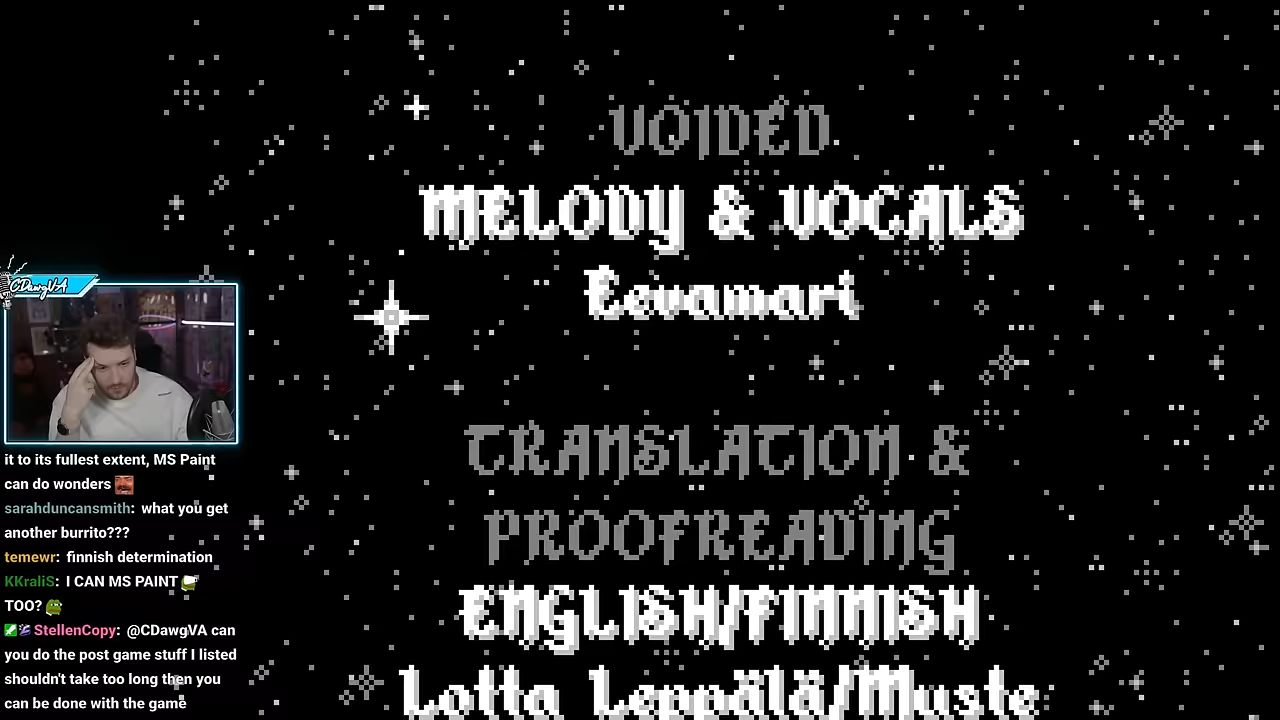 VOIDED
MELODY & VOCALS
Eevamari
TRANSLATION &
PROOFREADING
ENGLISH/FINNISH
Lotta Leppälä/Muste
CDawgVA
it to its fullest extent, MS Paint
can do wonders
sarahduncansmith: what you get
another burrito???
temewr: finnish determination
KKraliS: I CAN MS PAINT
TOO?
StellenCopy: @CDawgVA can
you do the post game stuff I listed
shouldn't take too long then you
can be done with the game